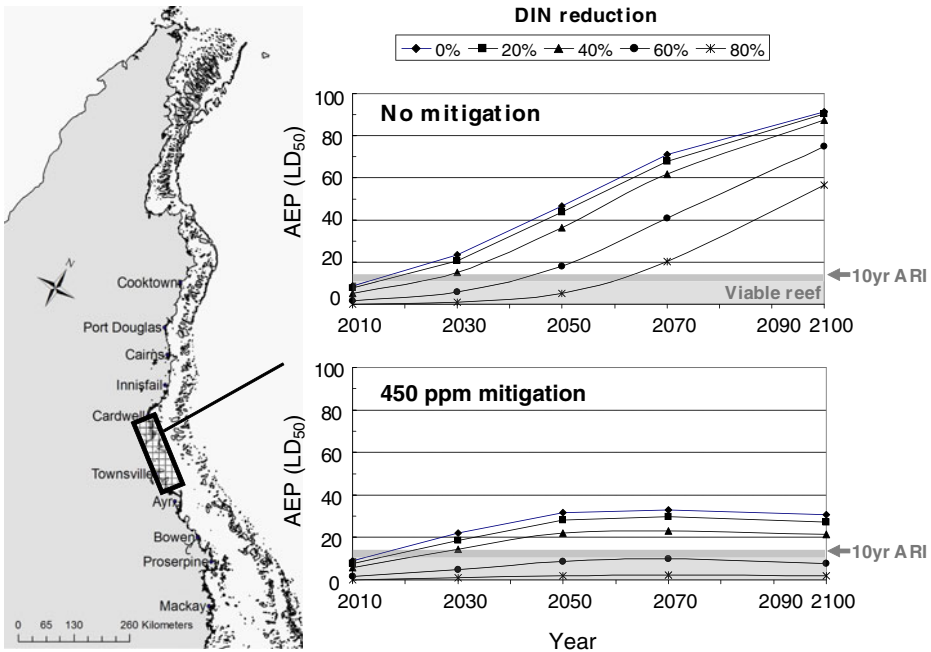 N
Cooktown
Port Douglas
Cairns
Innisfail
Cardwell
Townsville
Ayr
Bowen
Proserpine
Mackay
0 65 130 260 Kilometers
DIN reduction
0% 20% 40% 60% 80%
No mitigation
AEP (LD50)
100
80
60
40
20
0
10yr ARI
Viable reef
2010 2030 2050 2070 2090 2100
450 ppm mitigation
AEP (LD50)
100
80
60
40
20
0
10yr ARI
2010 2030 2050 2070 2090 2100
Year